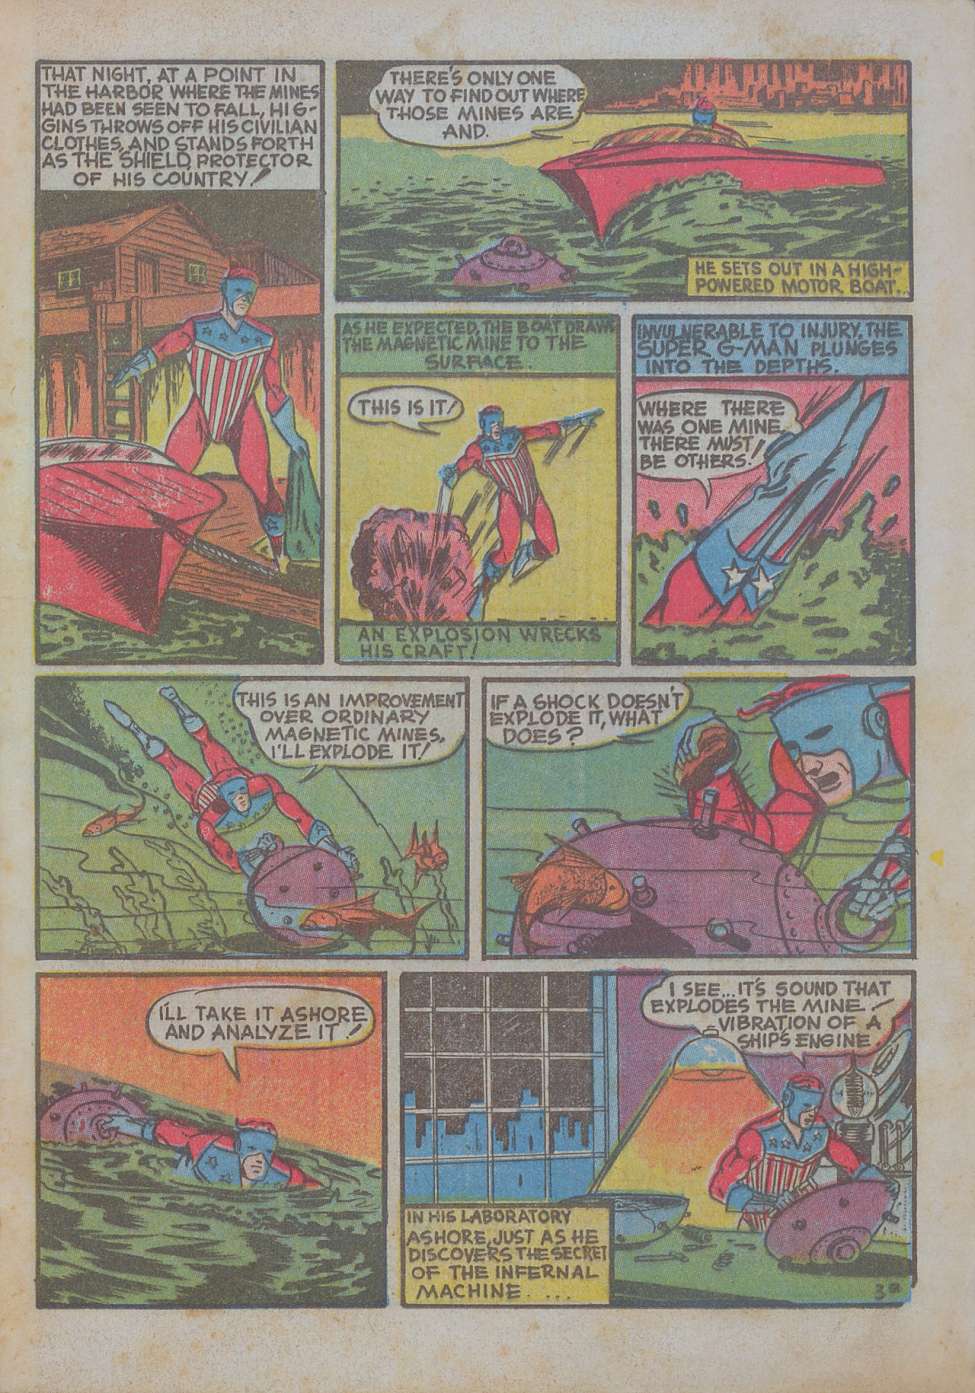 THAT NIGHT, AT A POINT IN
THE HARBOR WHERE THE MINES
HAD BEEN SEEN TO FALL, HIG-
GINS THROWS OFF HIS CIVILIAN
CLOTHES, AND STANDS FORTH
AS THE SHIELD, PROTECTOR
OF HIS COUNTRY!
THERE'S ONLY ONE
WAY TO FIND OUT WHERE
THOSE MINES ARE
AND.
HE SETS OUT IN A HIGH-
POWERED MOTOR BOAT...
AS HE EXPECTED, THE BOAT DRAWS
THE MAGNETIC MINE TO THE
SURFACE.
THIS IS IT!
AN EXPLOSION WRECKS
HIS CRAFT!
INVULNERABLE TO INJURY, THE
SUPER G-MAN PLUNGES
INTO THE DEPTHS.
WHERE THERE
WAS ONE MINE,
THERE MUST
BE OTHERS!
THIS IS AN IMPROVEMENT
OVER ORDINARY
MAGNETIC MINES,
I'LL EXPLODE IT!
IF A SHOCK DOESN'T
EXPLODE IT, WHAT
DOES?
I'LL TAKE IT ASHORE
AND ANALYZE IT!
I SEE...IT'S SOUND THAT
EXPLODES THE MINE!
VIBRATION OF A
SHIP'S ENGINE.
IN HIS LABORATORY
ASHORE, JUST AS HE
DISCOVERS THE SECRET
OF THE INFERNAL
MACHINE....